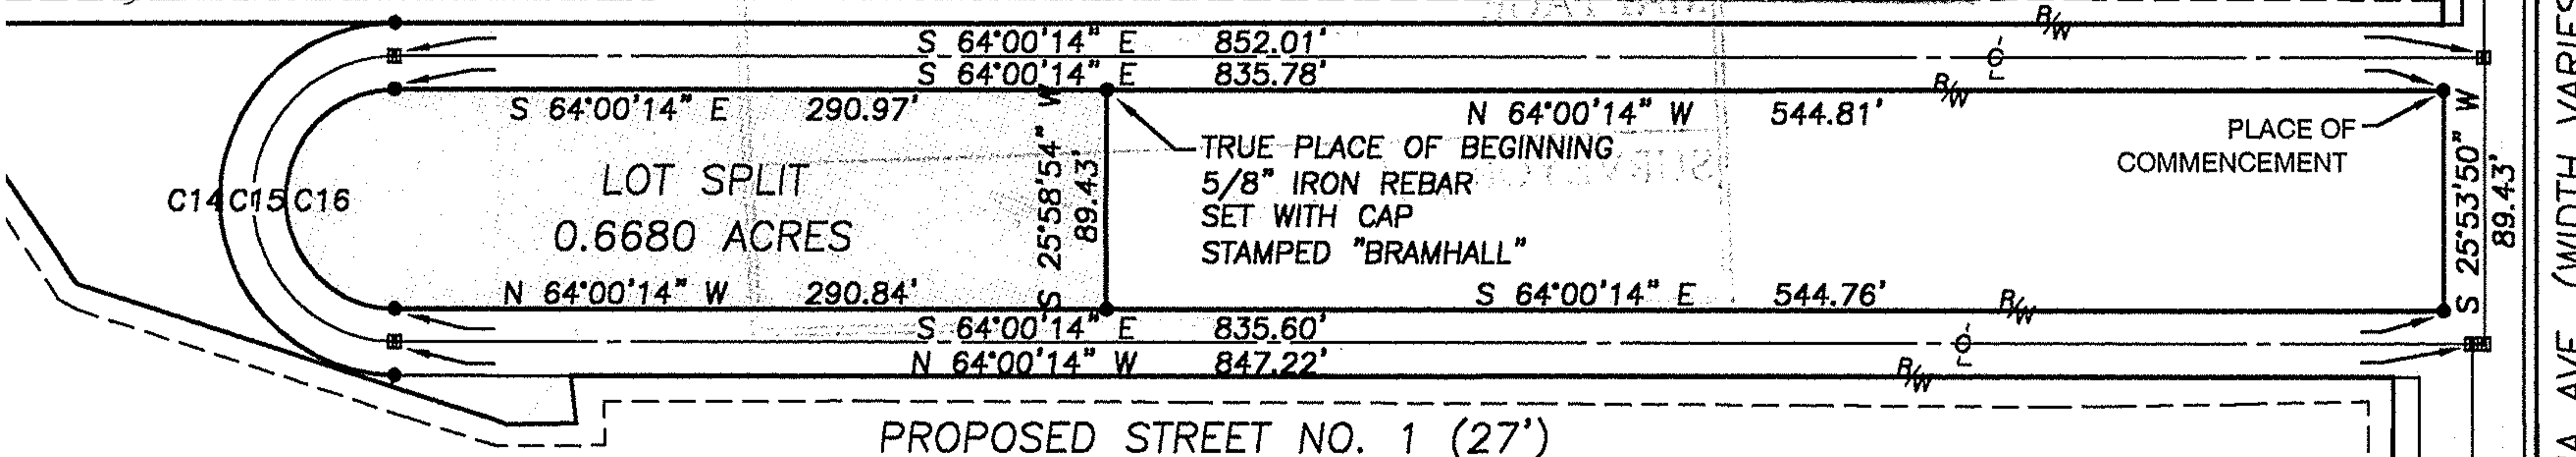 R/W
S 64°00'14" E 852.01'
℄
S 64°00'14" E 835.78'
R/W
S 64°00'14" E 290.97'
N 64°00'14" W 544.81'
PLACE OF
COMMENCEMENT
TRUE PLACE OF BEGINNING
5/8" IRON REBAR
SET WITH CAP
STAMPED "BRAMHALL"
S 25°58'54" W
89.43'
S 25°53'50" W
89.43'
LOT SPLIT
0.6680 ACRES
C14 C15 C16
N 64°00'14" W 290.84'
S 64°00'14" E 544.76'
R/W
S 64°00'14" E 835.60'
℄
N 64°00'14" W 847.22'
R/W
PROPOSED STREET NO. 1 (27')
AVE. (WIDTH VARIES